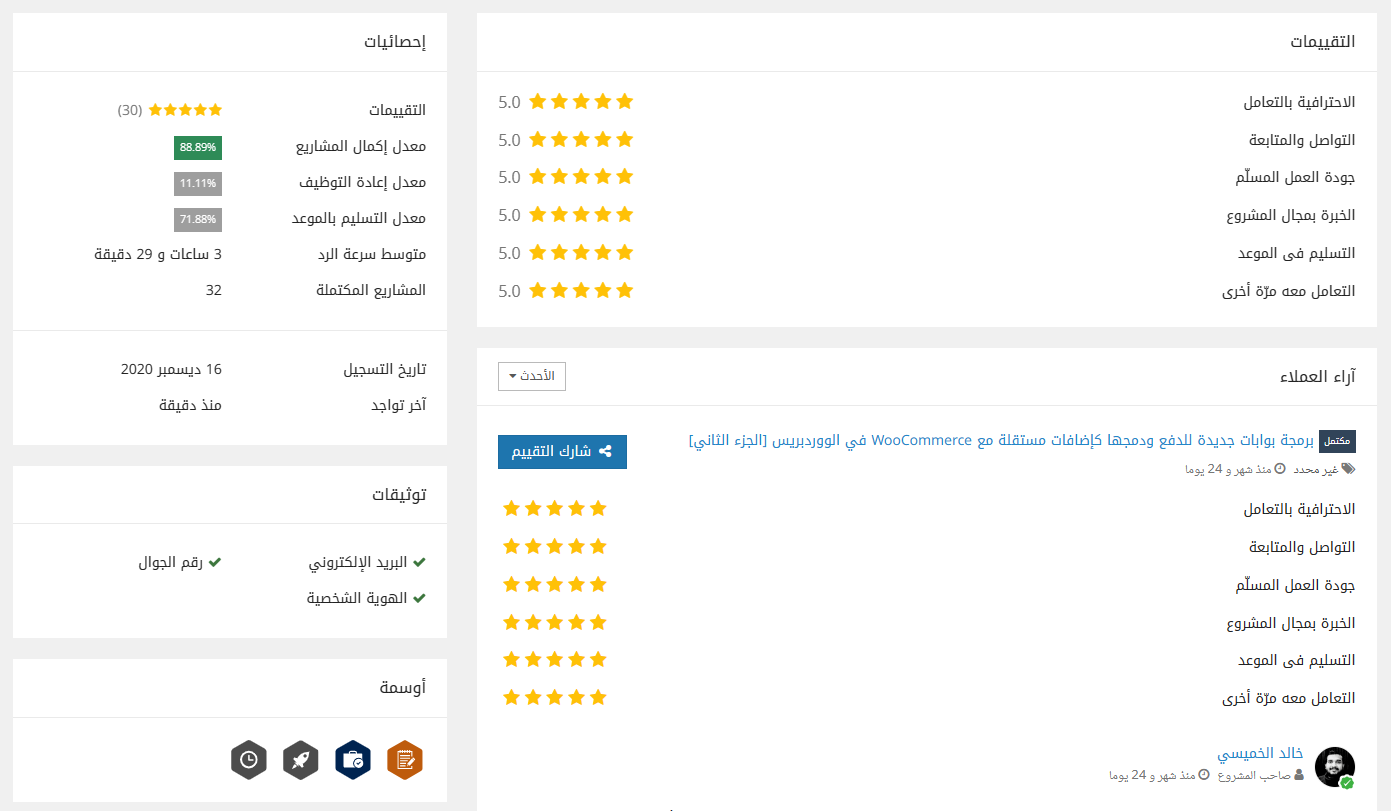 التقييمات
الاحترافية بالتعامل 5.0
التواصل والمتابعة 5.0
جودة العمل المسلّم 5.0
الخبرة بمجال المشروع 5.0
التسليم فى الموعد 5.0
التعامل معه مرّة أخرى 5.0
آراء العملاء
الأحدث
مكتمل برمجة بوابات جديدة للدفع ودمجها كإضافات مستقلة مع WooCommerce في الووردبريس [الجزء الثاني]
شارك التقييم
غير محدد منذ شهر و 24 يوما
الاحترافية بالتعامل
التواصل والمتابعة
جودة العمل المسلّم
الخبرة بمجال المشروع
التسليم فى الموعد
التعامل معه مرّة أخرى
خالد الخميسي
صاحب المشروع منذ شهر و 24 يوما
إحصائيات
التقييمات (30)
معدل إكمال المشاريع 88.89%
معدل إعادة التوظيف 11.11%
معدل التسليم بالموعد 71.88%
متوسط سرعة الرد 3 ساعات و 29 دقيقة
المشاريع المكتملة 32
تاريخ التسجيل 16 ديسمبر 2020
آخر تواجد منذ دقيقة
توثيقات
البريد الإلكتروني رقم الجوال
الهوية الشخصية
أوسمة